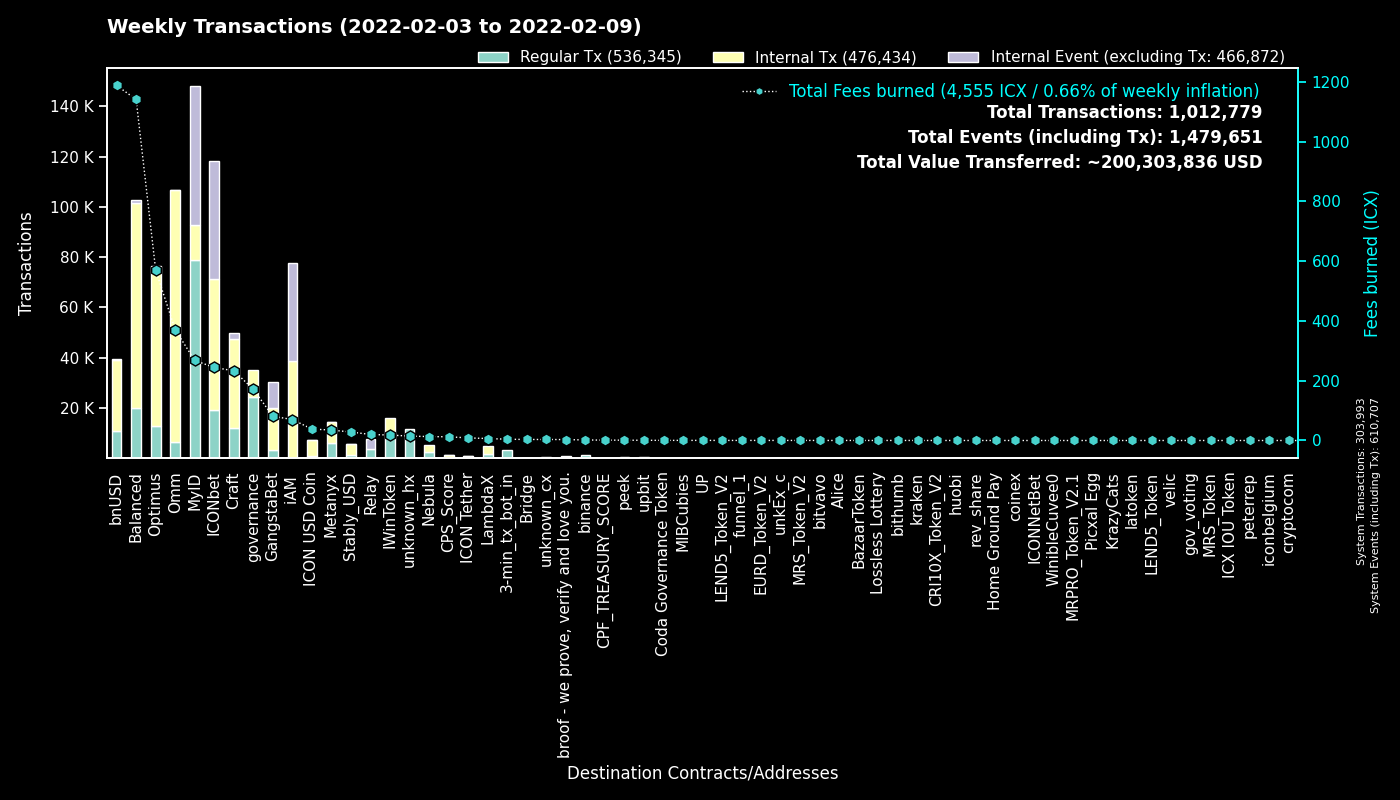 Weekly Transactions (2022-02-03 to 2022-02-09)
Regular Tx (536,345)
Internal Tx (476,434)
Internal Event (excluding Tx: 466,872)
Total Fees burned (4,555 ICX / 0.66% of weekly inflation)
Total Transactions: 1,012,779
Total Events (including Tx): 1,479,651
Total Value Transferred: ~200,303,836 USD
Transactions
140 K
120 K
100 K
80 K
60 K
40 K
20 K
1200
1000
800
600
400
200
0
Fees burned (ICX)
System Transactions: 303,993
System Events (including Tx): 610,707
bnUSD
Balanced
Optimus
Omm
MyID
ICONbet
Craft
governance
GangstaBet
iAM
ICON USD Coin
Metanyx
Stably_USD
Relay
IWinToken
unknown_hx
Nebula
CPS_Score
ICON_Tether
LambdaX
3-min_tx_bot_in
Bridge
unknown_cx
broof - we prove, verify and love you.
binance
CPF_TREASURY_SCORE
peek
upbit
Coda Governance Token
MIBCubies
UP
LEND5_Token_V2
funnel_1
EURD_Token_V2
unkEx_c
MRS_Token_V2
bitvavo
Alice
BazaarToken
Lossless Lottery
bithumb
kraken
CRI10X_Token_V2
huobi
rev_share
Home Ground Pay
coinex
ICONNetBet
WinbleCuvee0
MRPRO_Token_V2.1
Picxal Egg
KrazyCats
latoken
LEND5_Token
velic
gov_voting
MRS_Token
ICX IOU Token
peterrep
iconbelgium
cryptocom
Destination Contracts/Addresses